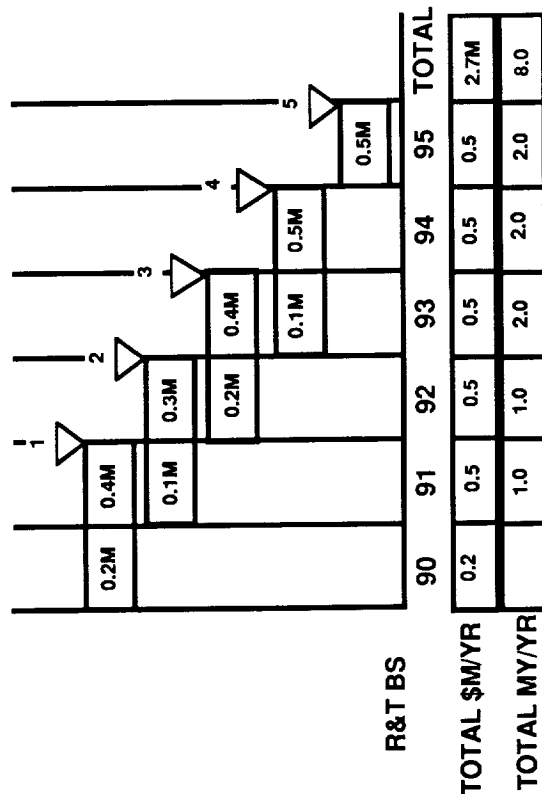 1
2
0.2M 0.4M
3
0.1M 0.3M
4
0.2M 0.4M
5
0.1M 0.5M
0.5M
R&T BS
90 91 92 93 94 95 TOTAL
TOTAL $M/YR 0.2 0.5 0.5 0.5 0.5 0.5 2.7M
TOTAL MY/YR 1.0 1.0 2.0 2.0 2.0 8.0